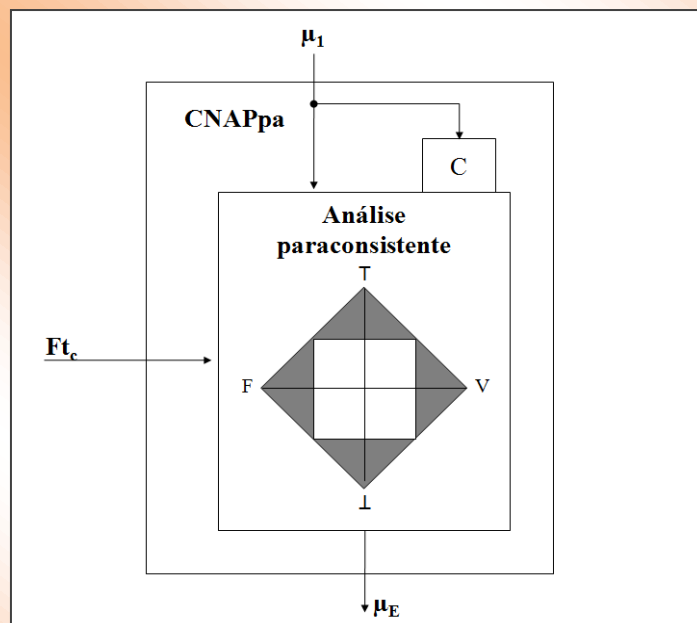 μ1
CNAPpa
C
Análise
paraconsistente
T
Ftc
F
V
⊥
μE